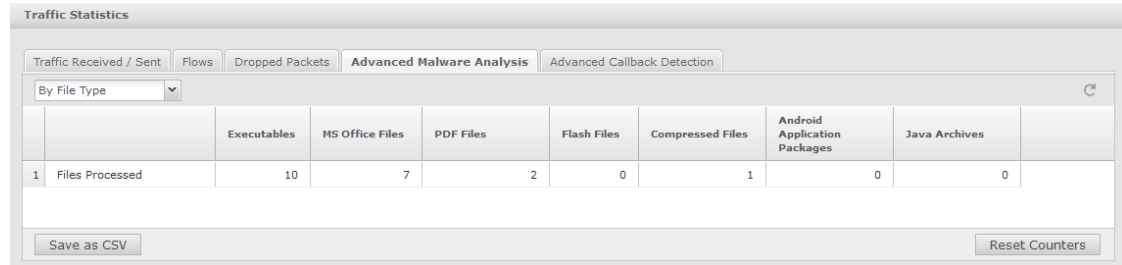 Traffic Statistics
Traffic Received / Sent Flows Dropped Packets Advanced Malware Analysis Advanced Callback Detection
By File Type
Executables MS Office Files PDF Files Flash Files Compressed Files Android Application Packages Java Archives
1 Files Processed 10 7 2 0 1 0 0
Save as CSV Reset Counters